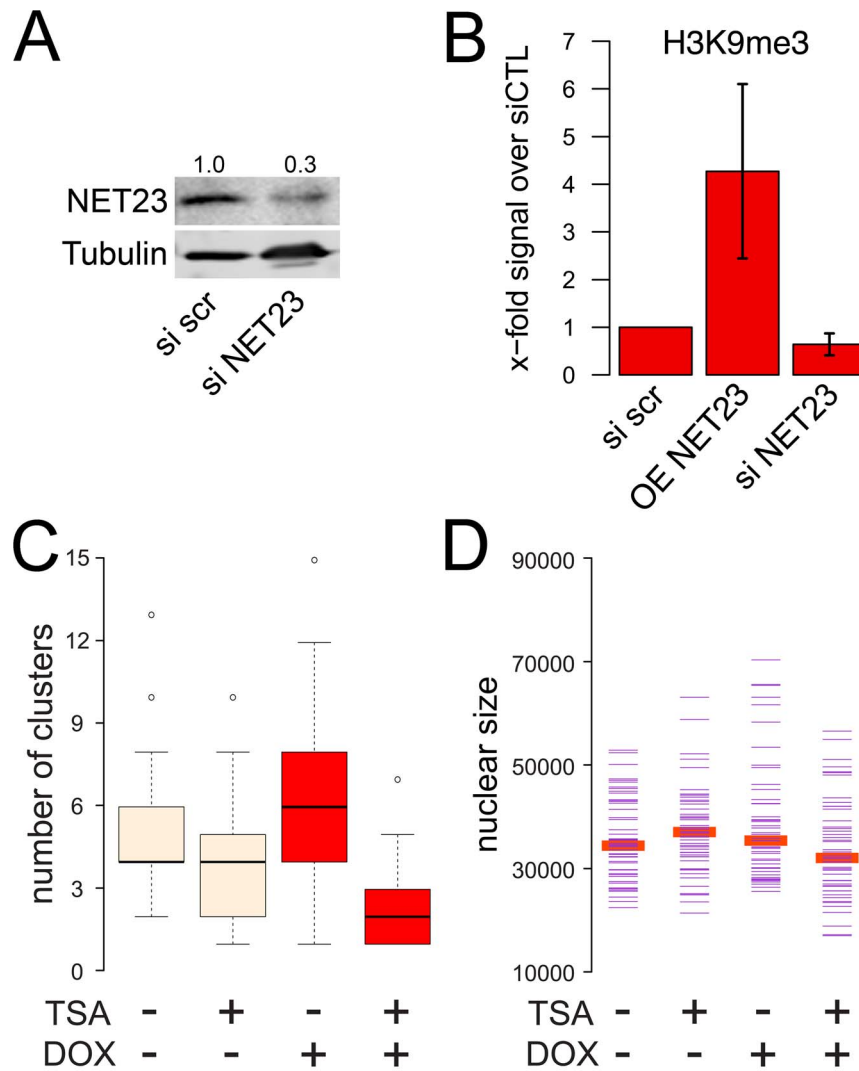 A
1.0 0.3
NET23
Tubulin
si scr
si NET23
B
H3K9me3
x-fold signal over siCTL
7
6
5
4
3
2
1
0
si scr
OE NET23
si NET23
C
number of clusters
15
12
9
6
3
0
TSA - + - +
DOX - - + +
D
nuclear size
90000
70000
50000
30000
10000
TSA - + - +
DOX - - + +